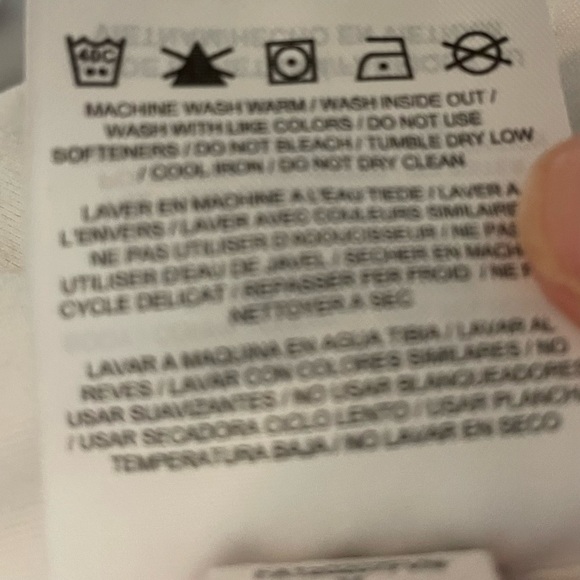 40C
MACHINE WASH WARM / WASH INSIDE OUT /
WASH WITH LIKE COLORS / DO NOT USE
SOFTENERS / DO NOT BLEACH / TUMBLE DRY LOW
/ COOL IRON / DO NOT DRY CLEAN
LAVER EN MACHINE A L'EAU TIEDE / LAVER A
L'ENVERS / LAVER AVEC COULEURS SIMILAIRE
NE PAS UTILISER D'ADOUCISSEUR / NE PAS
UTILISER D'EAU DE JAVEL / SECHER EN MACH
CYCLE DELICAT / REPASSER FER FROID / NE
NETTOYER A SEC
LAVAR A MAQUINA EN AGUA TIBIA / LAVAR AL
REVES / LAVAR CON COLORES SIMILARES / NO
USAR SUAVIZANTES / NO USAR BLANQUEADORES
/ USAR SECADORA CICLO LENTO / USAR PLANCH
TEMPERATURA BAJA / NO LAVAR EN SECO